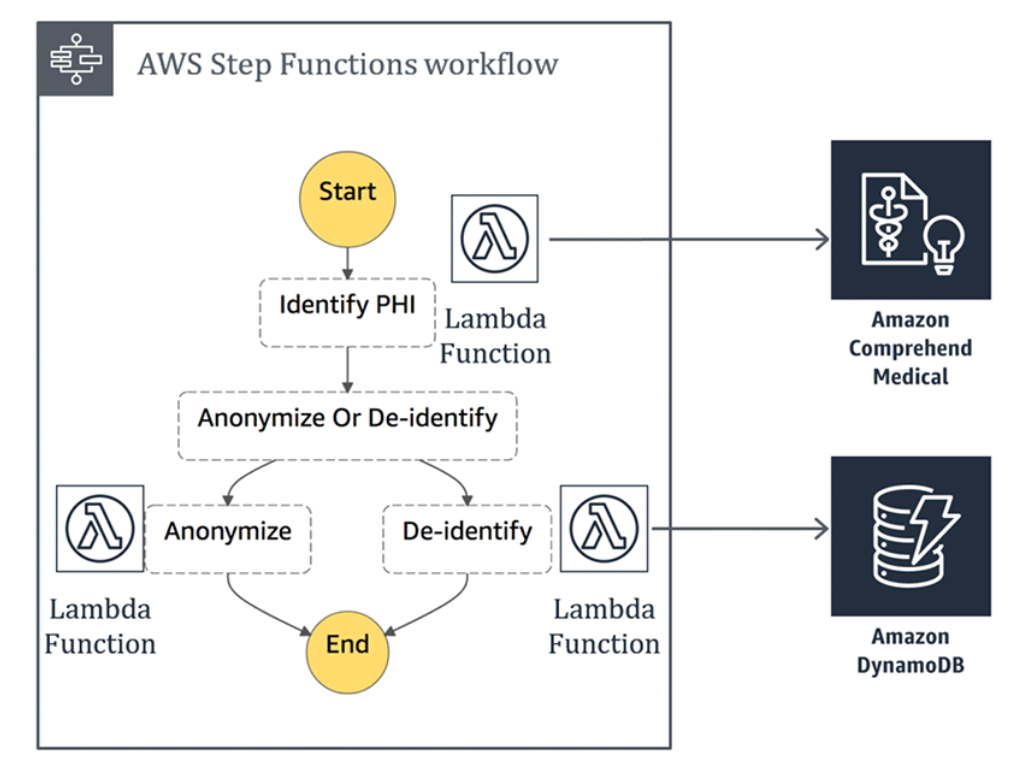 AWS Step Functions workflow
Start
Identify PHI
Lambda
Function
Amazon
Comprehend
Medical
Anonymize Or De-identify
Anonymize
De-identify
Lambda
Function
Lambda
Function
End
Amazon
DynamoDB